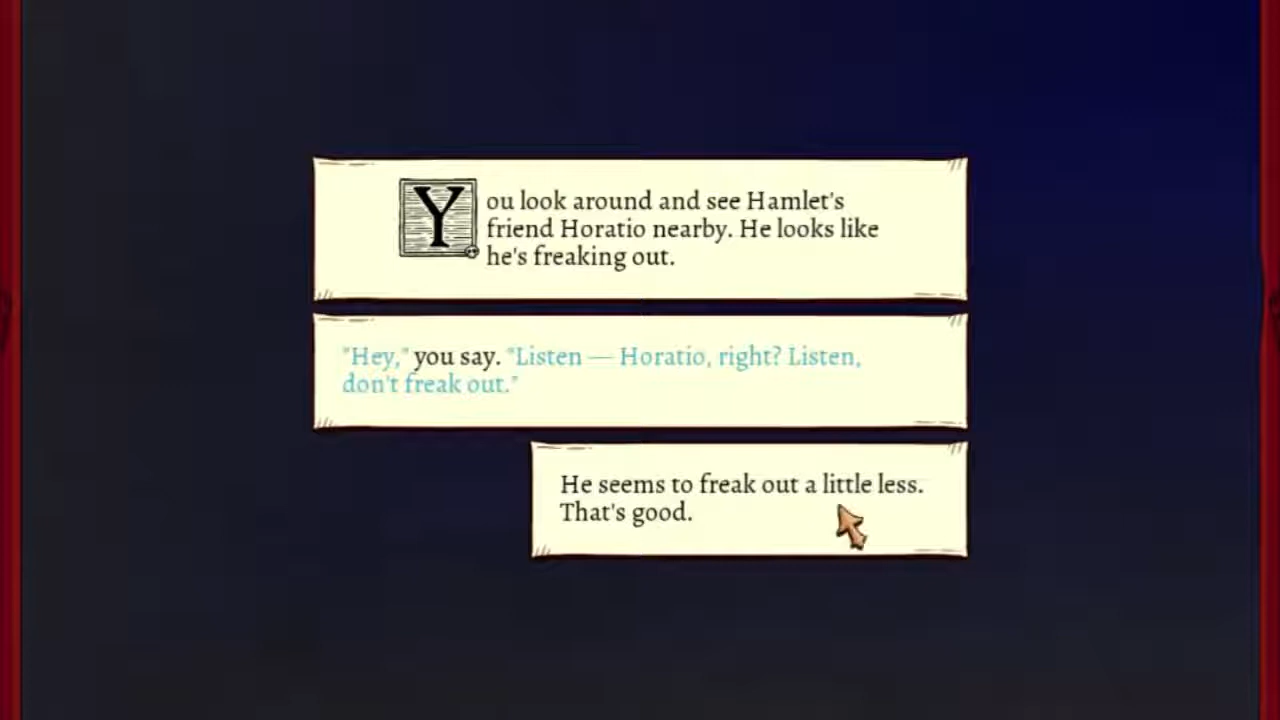 You look around and see Hamlet's
friend Horatio nearby. He looks like
he's freaking out.
"Hey," you say. "Listen — Horatio, right? Listen,
don't freak out."
He seems to freak out a little less.
That's good.